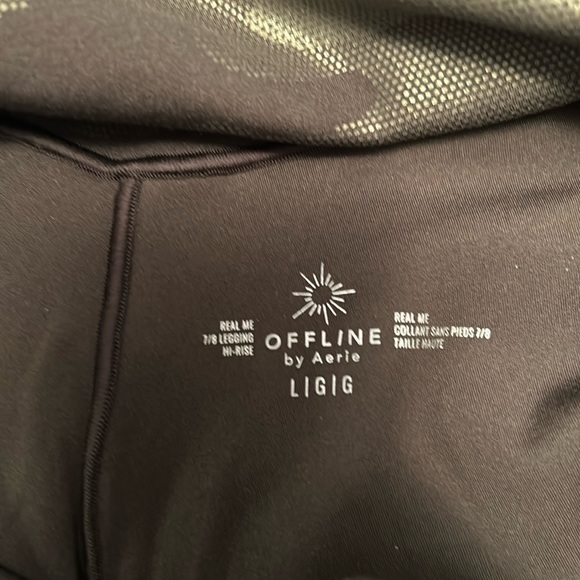 REAL ME
7/8 LEGGING
HI-RISE
OFFLINE
by Aerie
L|G|G
REAL ME
COLLANT SANS PIEDS 7/8
TAILLE HAUTE